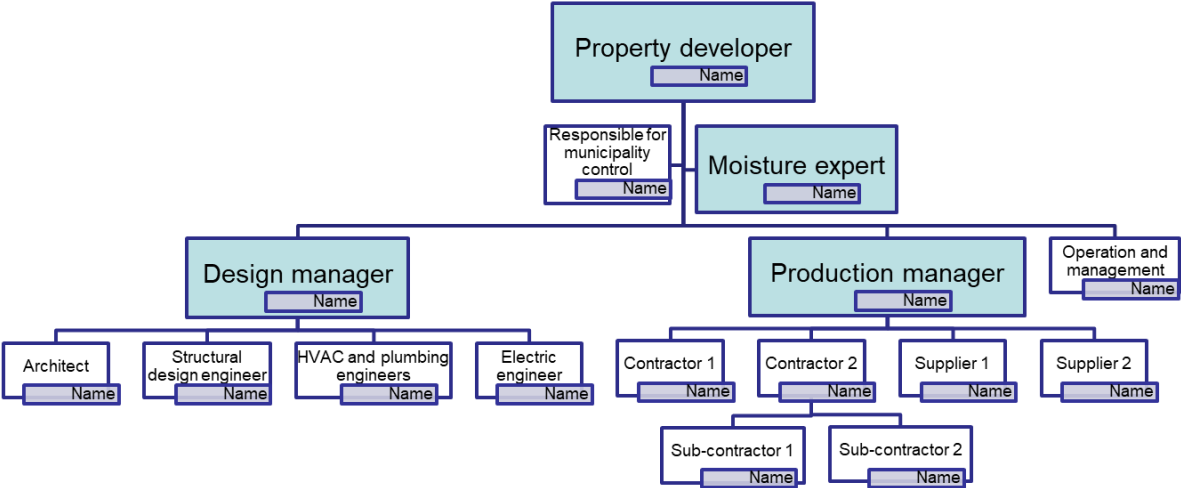 Property developer
Name
Responsible for
municipality
control
Name
Moisture expert
Name
Design manager
Name
Production manager
Name
Operation and
management
Name
Architect
Name
Structural
design engineer
Name
HVAC and plumbing
engineers
Name
Electric
engineer
Name
Contractor 1
Name
Contractor 2
Name
Supplier 1
Name
Supplier 2
Name
Sub-contractor 1
Name
Sub-contractor 2
Name